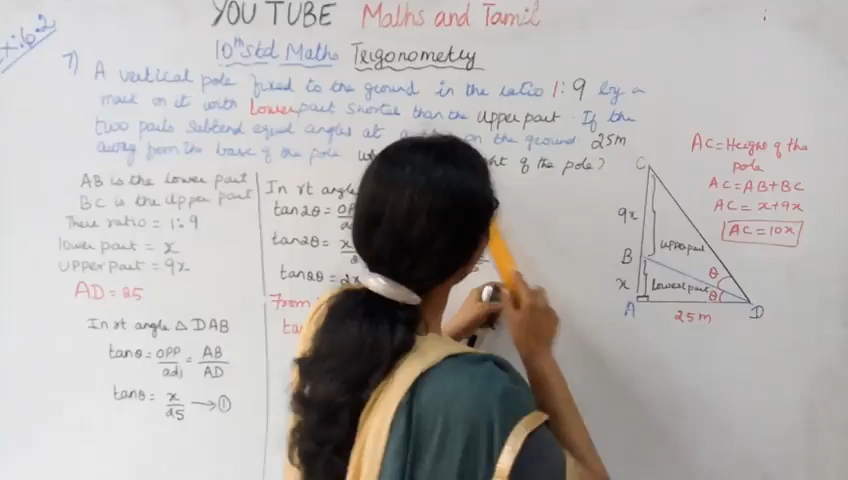 YOU TUBE Maths and Tamil
Ex: 6.2
10th Std Maths Trigonometry
7) A vertical pole fixed to the ground in the ratio 1:9 by a
mark on it with Lower part shorter than the upper part. If the
two parts subtend equal angles at on the ground. 25m
away from the base of the pole of the pole?
AB is the lower part
BC is the upper part
There ratio = 1:9
lower part = x
upper part = 9x
AD = 25
In rt angle Δ DAB
tanθ = opp/adj = AB/AD
tanθ = x/25 → ①
In rt angle
tan2θ =
tan2θ =
tan2θ =
From
C
9x
upper part
B
x
lower part
θ
θ
A
25 m
D
AC = Height of the
pole
AC = AB+BC
AC = x+9x
AC = 10x